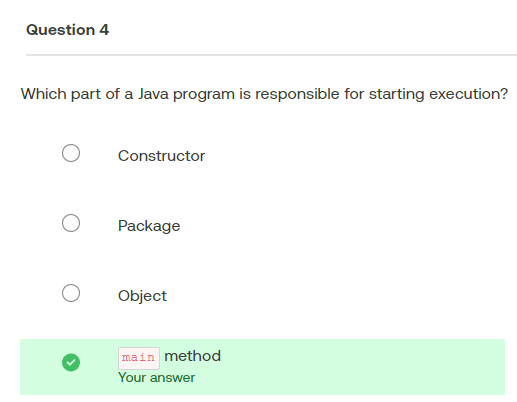 Question 4
Which part of a Java program is responsible for starting execution?
Constructor
Package
Object
main method
Your answer